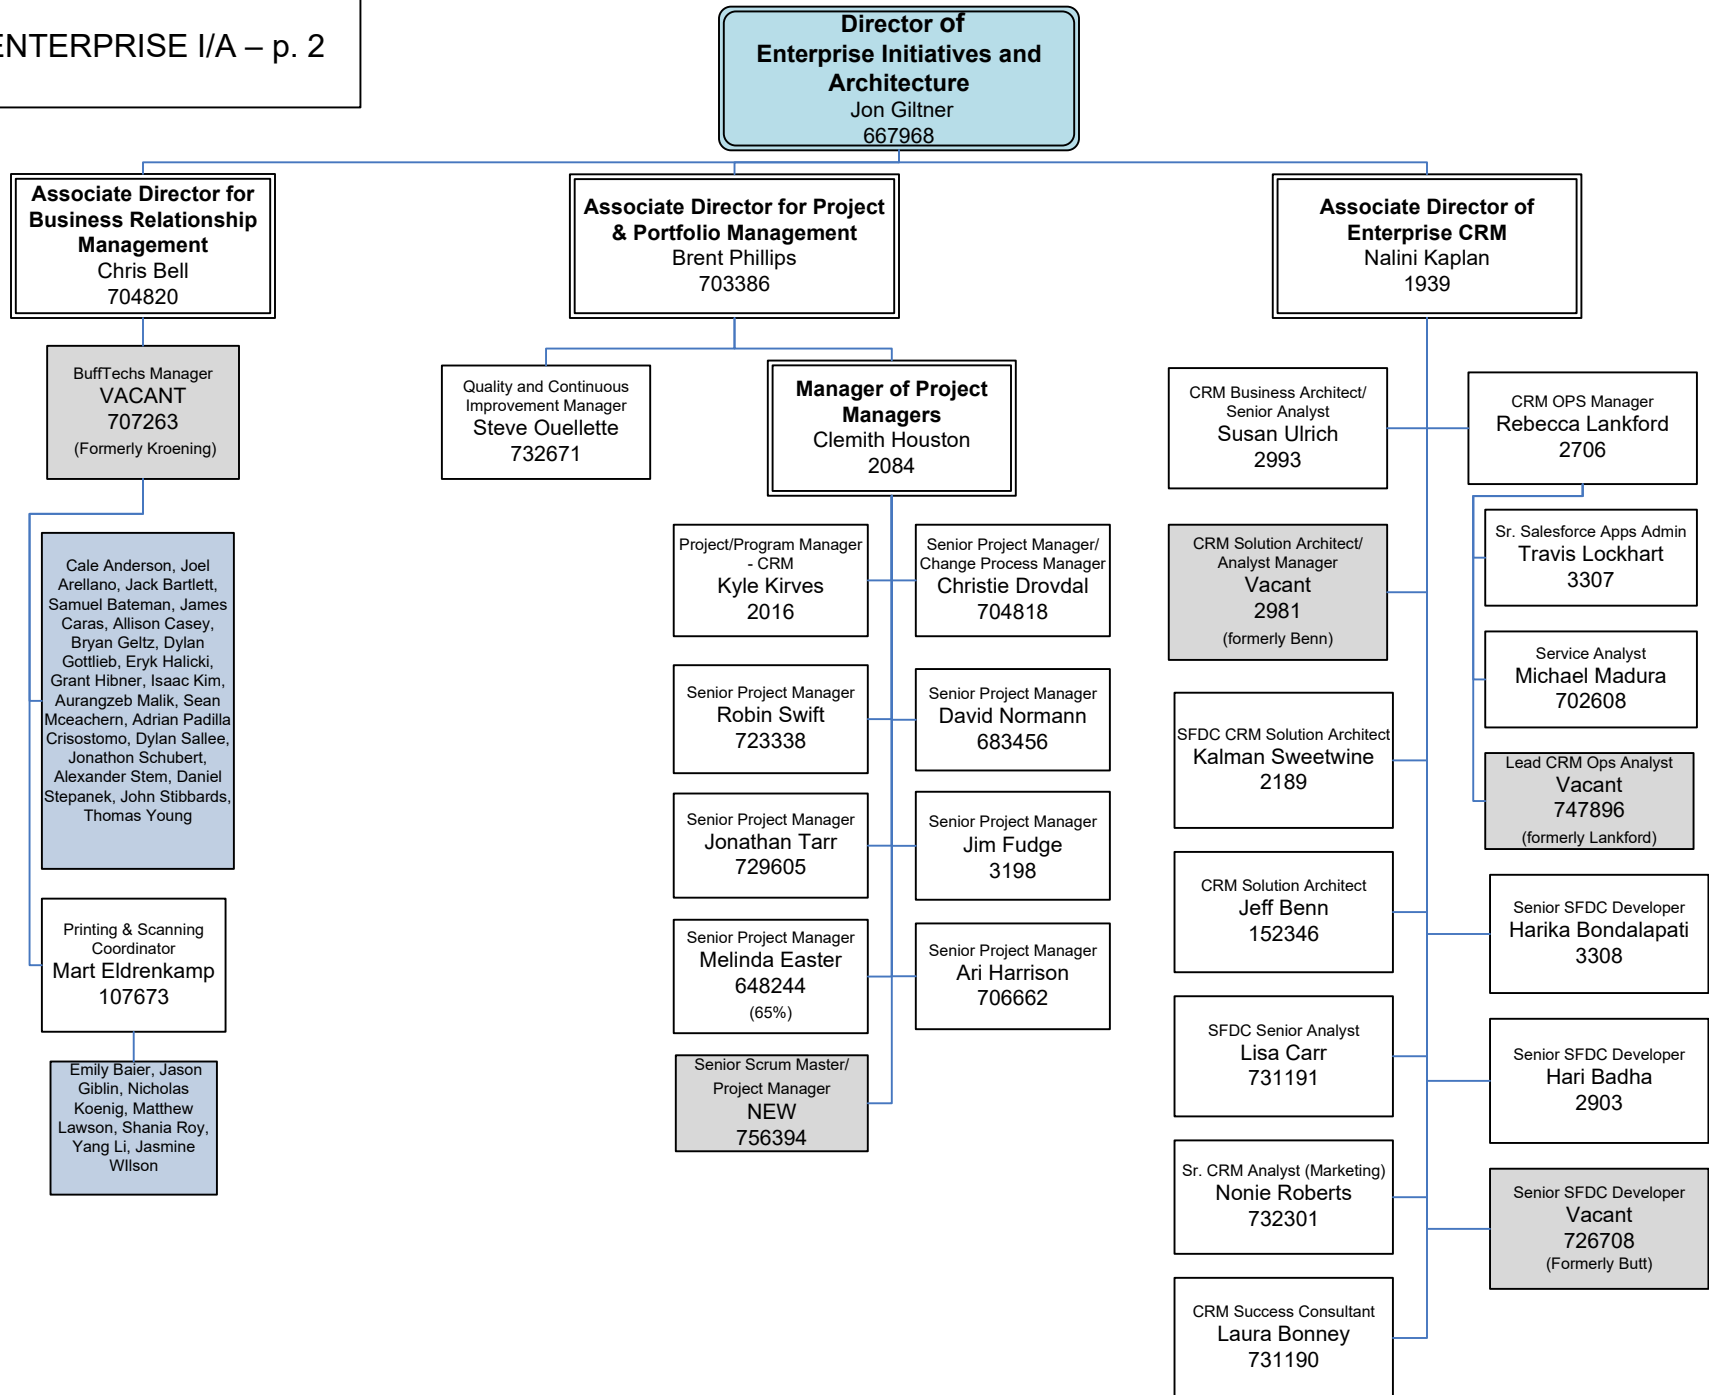 ENTERPRISE I/A – p. 2
Director of
Enterprise Initiatives and
Architecture
Jon Giltner
667968
Associate Director for
Business Relationship
Management
Chris Bell
704820
Associate Director for Project
& Portfolio Management
Brent Phillips
703386
Associate Director of
Enterprise CRM
Nalini Kaplan
1939
BuffTechs Manager
VACANT
707263
(Formerly Kroening)
Cale Anderson, Joel
Arellano, Jack Bartlett,
Samuel Bateman, James
Caras, Allison Casey,
Bryan Geltz, Dylan
Gottlieb, Eryk Halicki,
Grant Hibner, Isaac Kim,
Aurangzeb Malik, Sean
Mceachern, Adrian Padilla
Crisostomo, Dylan Sallee,
Jonathon Schubert,
Alexander Stem, Daniel
Stepanek, John Stibbards,
Thomas Young
Printing & Scanning
Coordinator
Mart Eldrenkamp
107673
Emily Baier, Jason
Giblin, Nicholas
Koenig, Matthew
Lawson, Shania Roy,
Yang Li, Jasmine
WIlson
Quality and Continuous
Improvement Manager
Steve Ouellette
732671
Manager of Project
Managers
Clemith Houston
2084
Project/Program Manager
- CRM
Kyle Kirves
2016
Senior Project Manager/
Change Process Manager
Christie Drovdal
704818
Senior Project Manager
Robin Swift
723338
Senior Project Manager
David Normann
683456
Senior Project Manager
Jonathan Tarr
729605
Senior Project Manager
Jim Fudge
3198
Senior Project Manager
Melinda Easter
648244
(65%)
Senior Project Manager
Ari Harrison
706662
Senior Scrum Master/
Project Manager
NEW
756394
CRM Business Architect/
Senior Analyst
Susan Ulrich
2993
CRM OPS Manager
Rebecca Lankford
2706
CRM Solution Architect/
Analyst Manager
Vacant
2981
(formerly Benn)
Sr. Salesforce Apps Admin
Travis Lockhart
3307
Service Analyst
Michael Madura
702608
SFDC CRM Solution Architect
Kalman Sweetwine
2189
Lead CRM Ops Analyst
Vacant
747896
(formerly Lankford)
CRM Solution Architect
Jeff Benn
152346
Senior SFDC Developer
Harika Bondalapati
3308
SFDC Senior Analyst
Lisa Carr
731191
Senior SFDC Developer
Hari Badha
2903
Sr. CRM Analyst (Marketing)
Nonie Roberts
732301
Senior SFDC Developer
Vacant
726708
(Formerly Butt)
CRM Success Consultant
Laura Bonney
731190